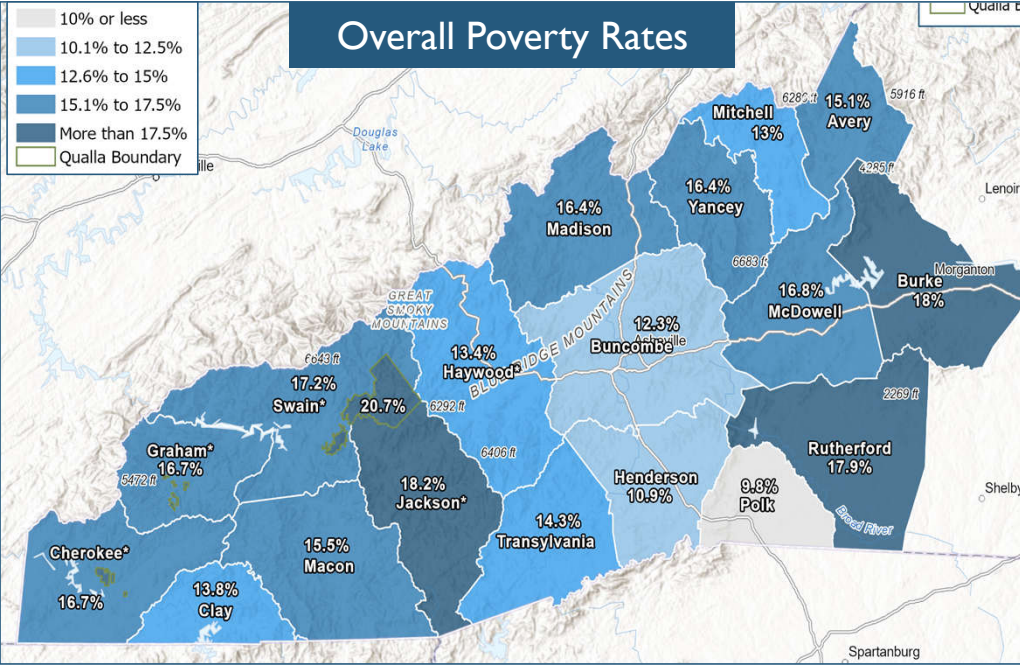 Overall Poverty Rates
10% or less
10.1% to 12.5%
12.6% to 15%
15.1% to 17.5%
More than 17.5%
Qualla Boundary
Qualla B
ville
Douglas
Lake
Mitchell
13%
15.1%
Avery
5916 ft
4285 ft
Lenoir
16.4%
Yancey
16.4%
Madison
6683 ft
16.8%
McDowell
Burke
18%
Morganton
GREAT
SMOKY
MOUNTAINS
BLUE RIDGE MOUNTAINS
12.3%
Buncombe
Asheville
13.4%
Haywood*
6643 ft
17.2%
Swain*
20.7%
6292 ft
6406 ft
2269 ft
Rutherford
17.9%
Graham*
16.7%
5472 ft
18.2%
Jackson*
Henderson
10.9%
9.8%
Polk
Shelby
Broad River
14.3%
Transylvania
15.5%
Macon
Cherokee*
16.7%
13.8%
Clay
Spartanburg